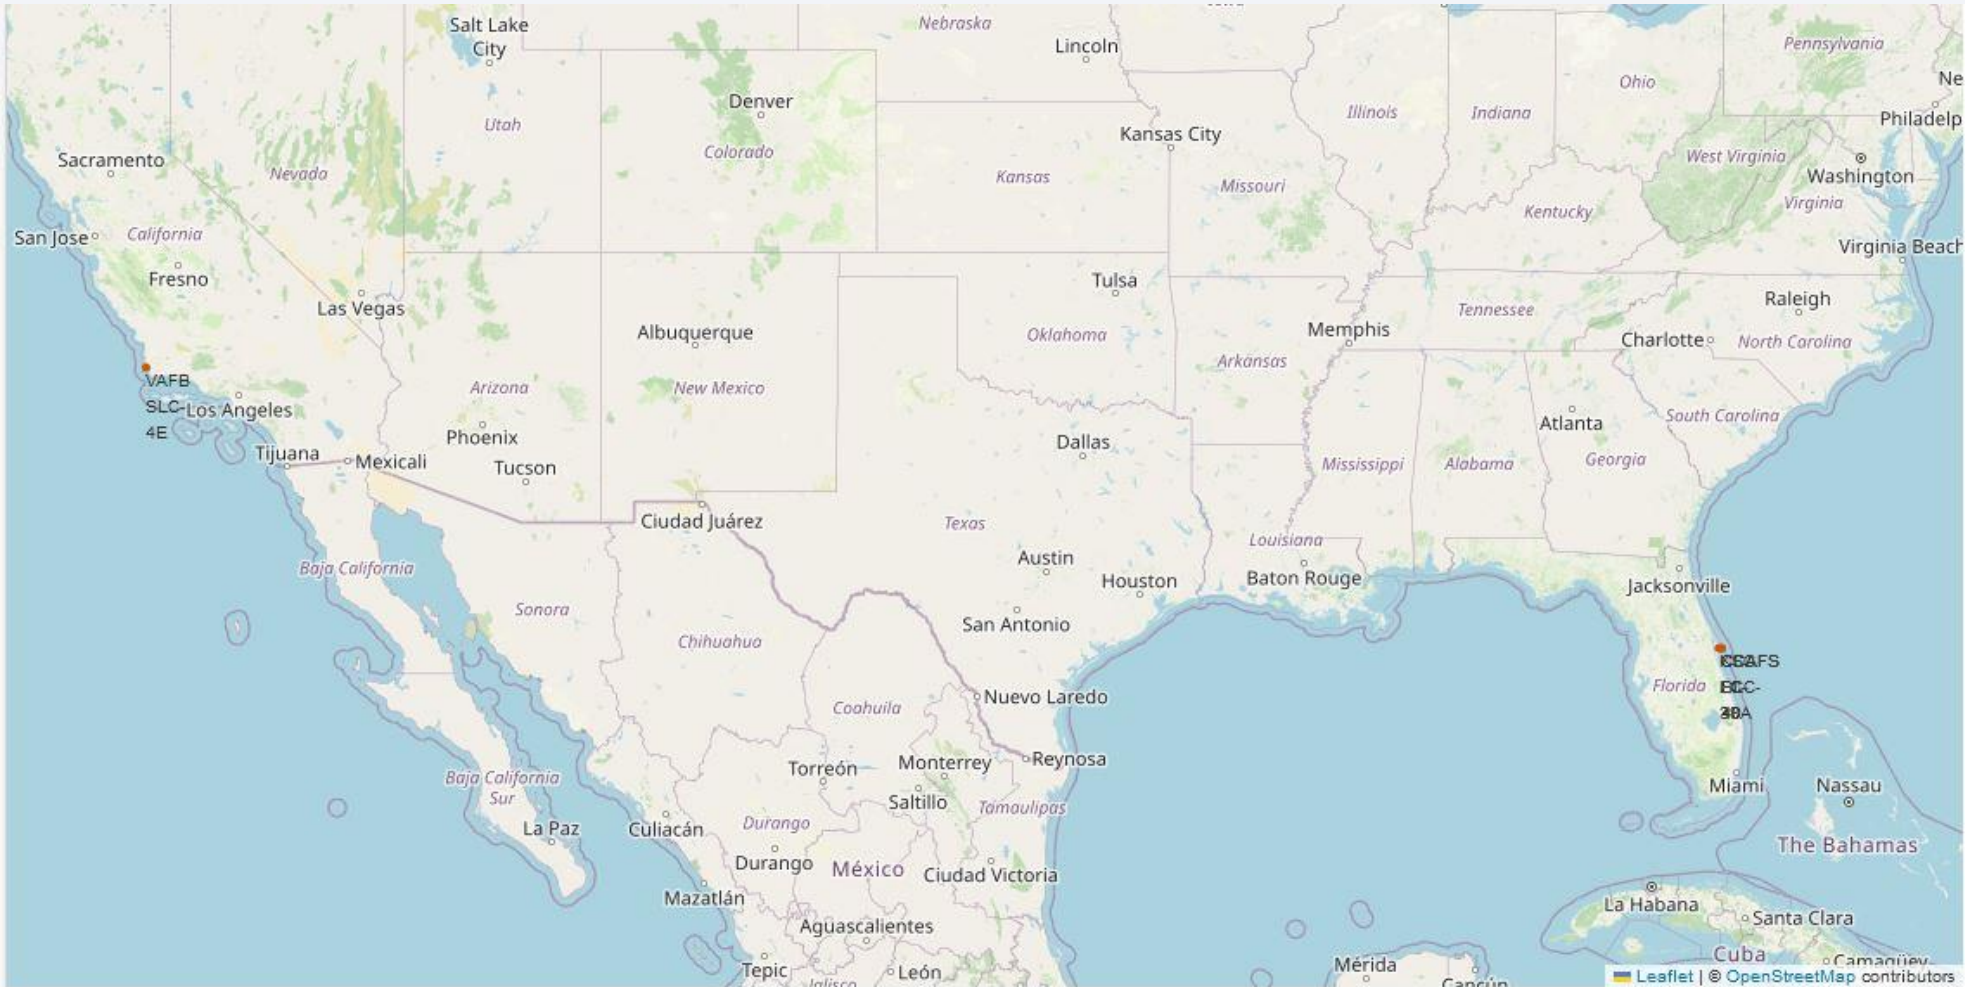 Salt Lake
City
Nebraska
Lincoln
Pennsylvania
Denver
Ohio
Illinois
Indiana
Utah
Kansas City
Colorado
Sacramento
Nevada
Kansas
Missouri
West Virginia
Washington
Kentucky
Virginia
San Jose
California
Virginia Beach
Fresno
Tulsa
Las Vegas
Raleigh
Tennessee
Albuquerque
Oklahoma
Memphis
Charlotte
North Carolina
Arkansas
VAFB
SLC-
4E
Los Angeles
Arizona
New Mexico
South Carolina
Atlanta
Phoenix
Dallas
Tijuana
Mexicali
Tucson
Mississippi
Alabama
Georgia
Ciudad Juárez
Texas
Louisiana
Austin
Baja California
Houston
Baton Rouge
Jacksonville
Sonora
San Antonio
Chihuahua
Florida
Nuevo Laredo
Coahuila
Reynosa
Monterrey
Torreón
Baja California
Sur
Saltillo
Tamaulipas
Miami
Nassau
La Paz
Culiacán
Durango
The Bahamas
Durango
México
Ciudad Victoria
Mazatlán
La Habana
Santa Clara
Aguascalientes
Cuba
Camagüey
Tepic
León
Mérida
Jalisco
Cancún
Leaflet | © OpenStreetMap contributors